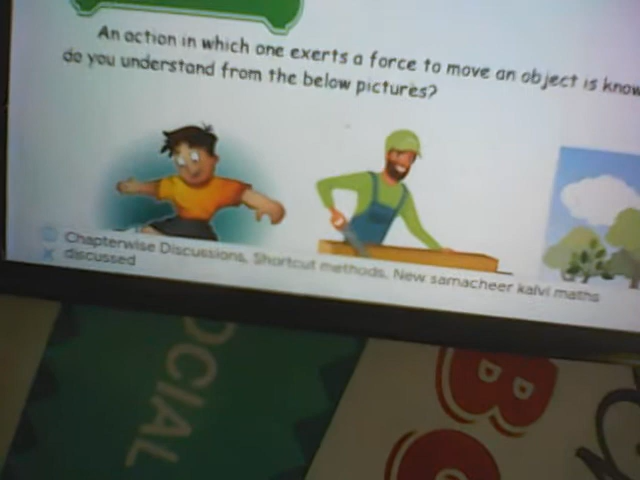 An action in which one exerts a force to move an object is know
do you understand from the below pictures?
Chapterwise Discussions, Shortcut methods, New samacheer kalvi maths
discussed
OCIAL
B